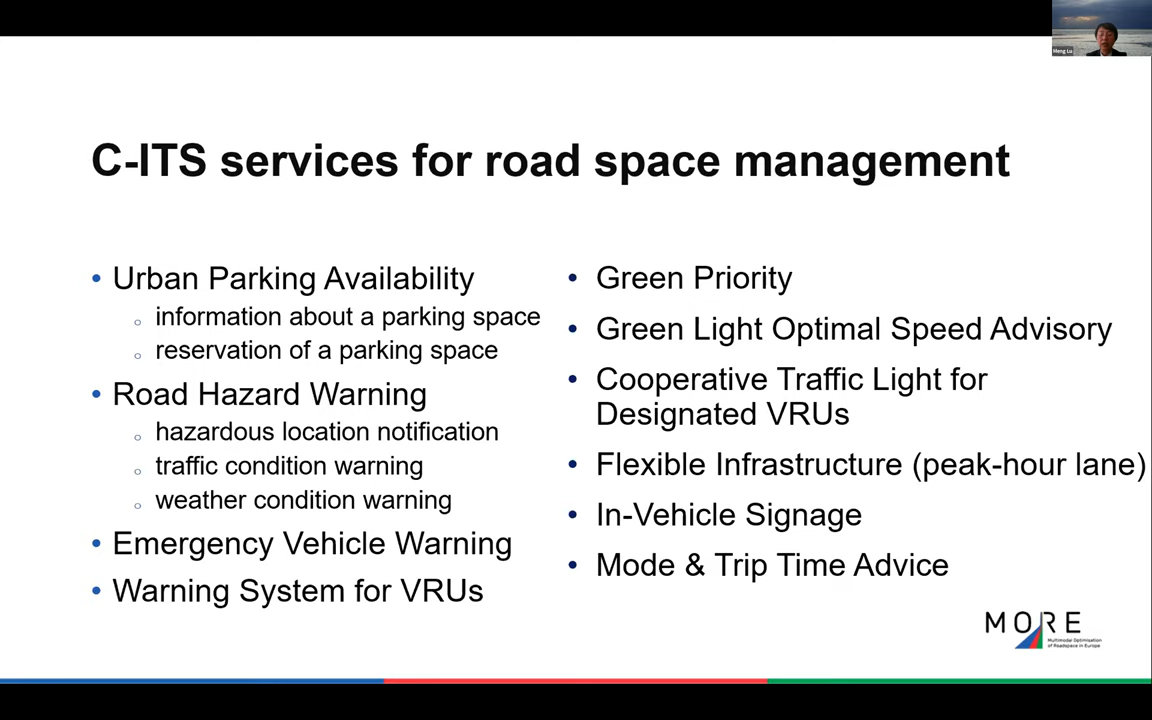 Meng Lu
C-ITS services for road space management
• Urban Parking Availability
o information about a parking space
o reservation of a parking space
• Road Hazard Warning
o hazardous location notification
o traffic condition warning
o weather condition warning
• Emergency Vehicle Warning
• Warning System for VRUs
• Green Priority
• Green Light Optimal Speed Advisory
• Cooperative Traffic Light for
Designated VRUs
• Flexible Infrastructure (peak-hour lane)
• In-Vehicle Signage
• Mode & Trip Time Advice
MORE
Multimodal Optimisation
of Roadspace in Europe